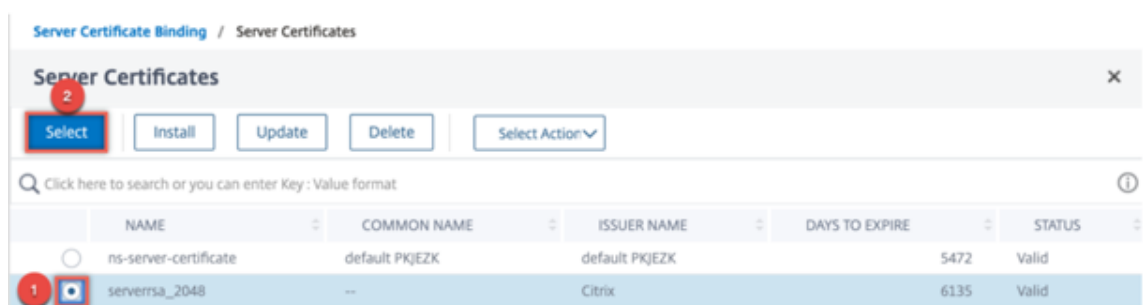 Server Certificate Binding / Server Certificates
Server Certificates
2
Select Install Update Delete Select Action
Click here to search or you can enter Key : Value format
NAME COMMON NAME ISSUER NAME DAYS TO EXPIRE STATUS
ns-server-certificate default PKJEZK default PKJEZK 5472 Valid
1 serverrsa_2048 -- Citrix 6135 Valid